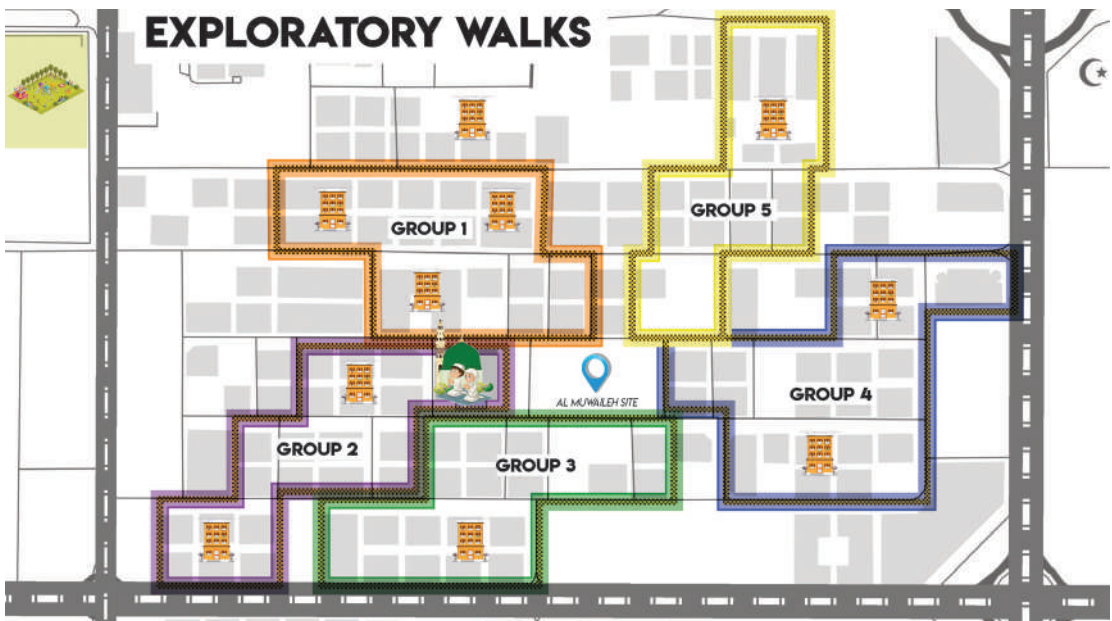 EXPLORATORY WALKS
GROUP 5
GROUP 1
GROUP 4
AL MUWAILEH SITE
GROUP 2
GROUP 3